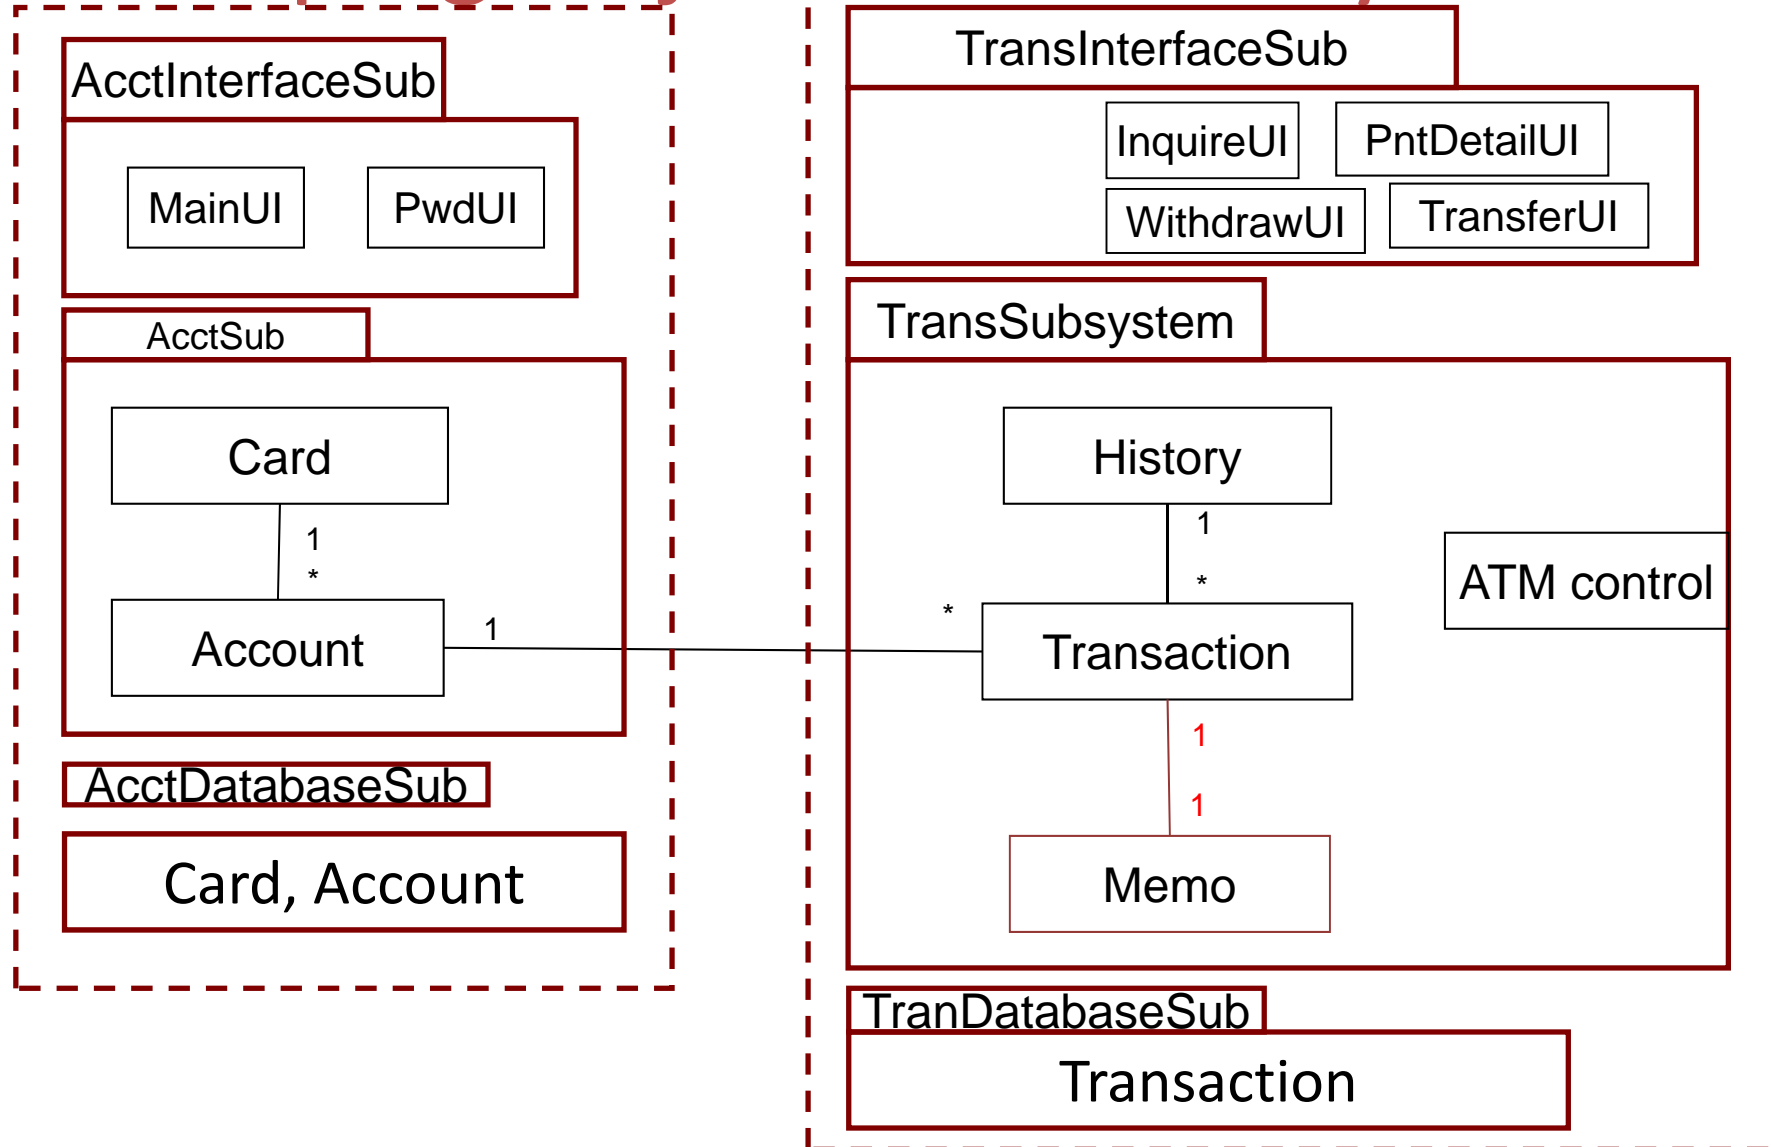 AcctInterfaceSub
MainUI
PwdUI
AcctSub
Card
1
*
Account
1
AcctDatabaseSub
Card, Account
TransInterfaceSub
InquireUI
PntDetailUI
WithdrawUI
TransferUI
TransSubsystem
History
1
*
*
Transaction
ATM control
1
1
Memo
TranDatabaseSub
Transaction